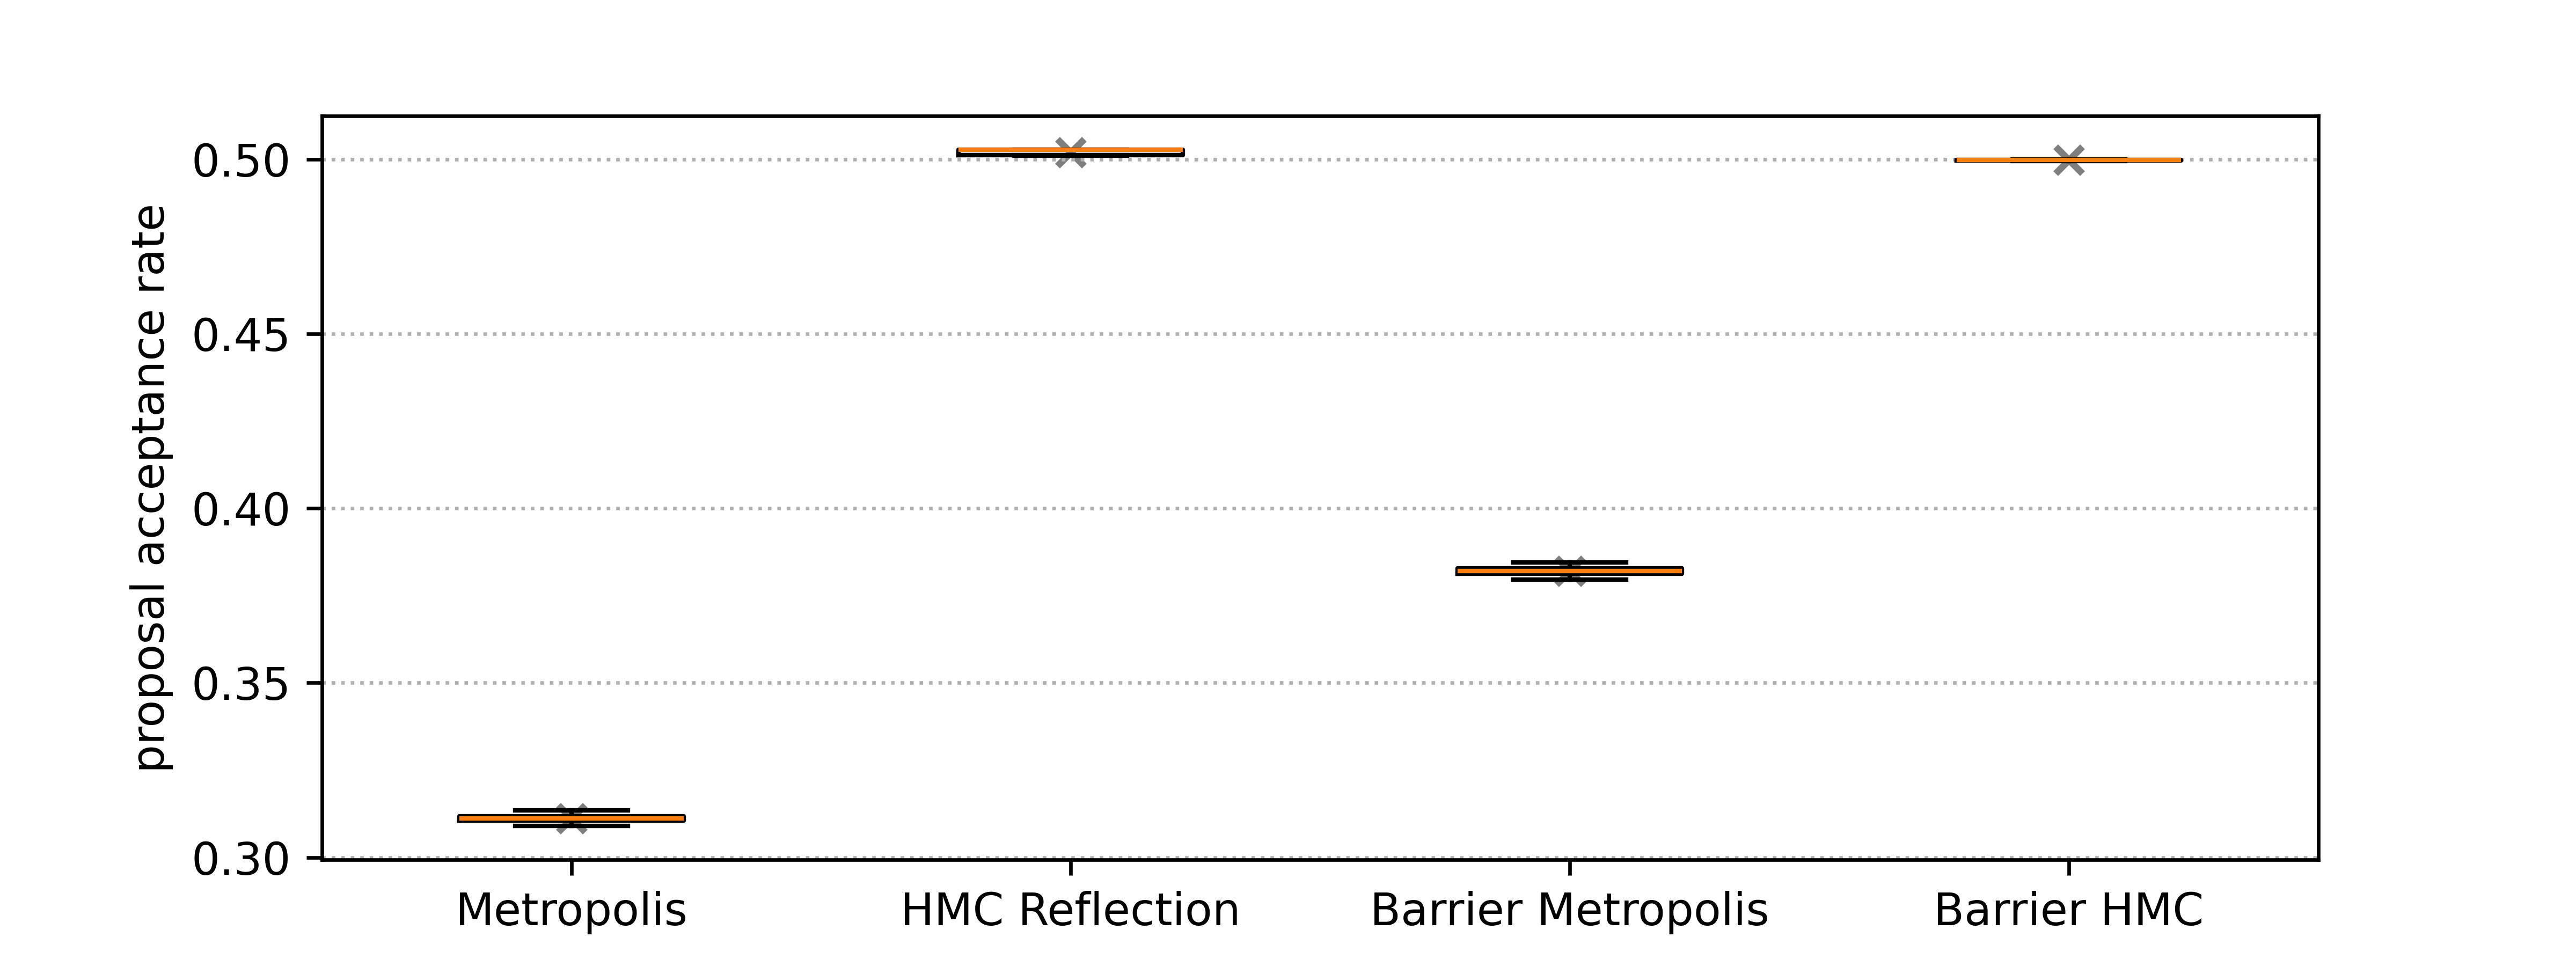 proposal acceptance rate
0.50
0.45
0.40
0.35
0.30
Metropolis
HMC Reflection
Barrier Metropolis
Barrier HMC